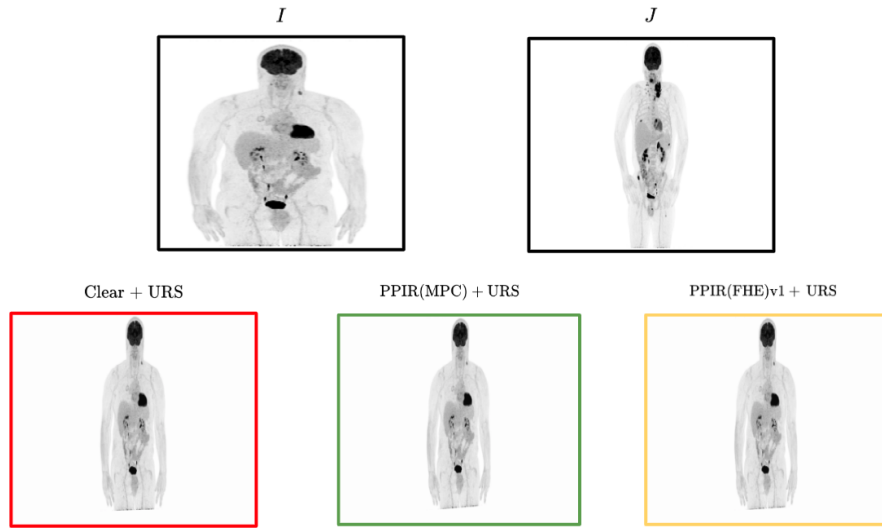 I
J
Clear + URS
PPIR(MPC) + URS
PPIR(FHE)v1 + URS